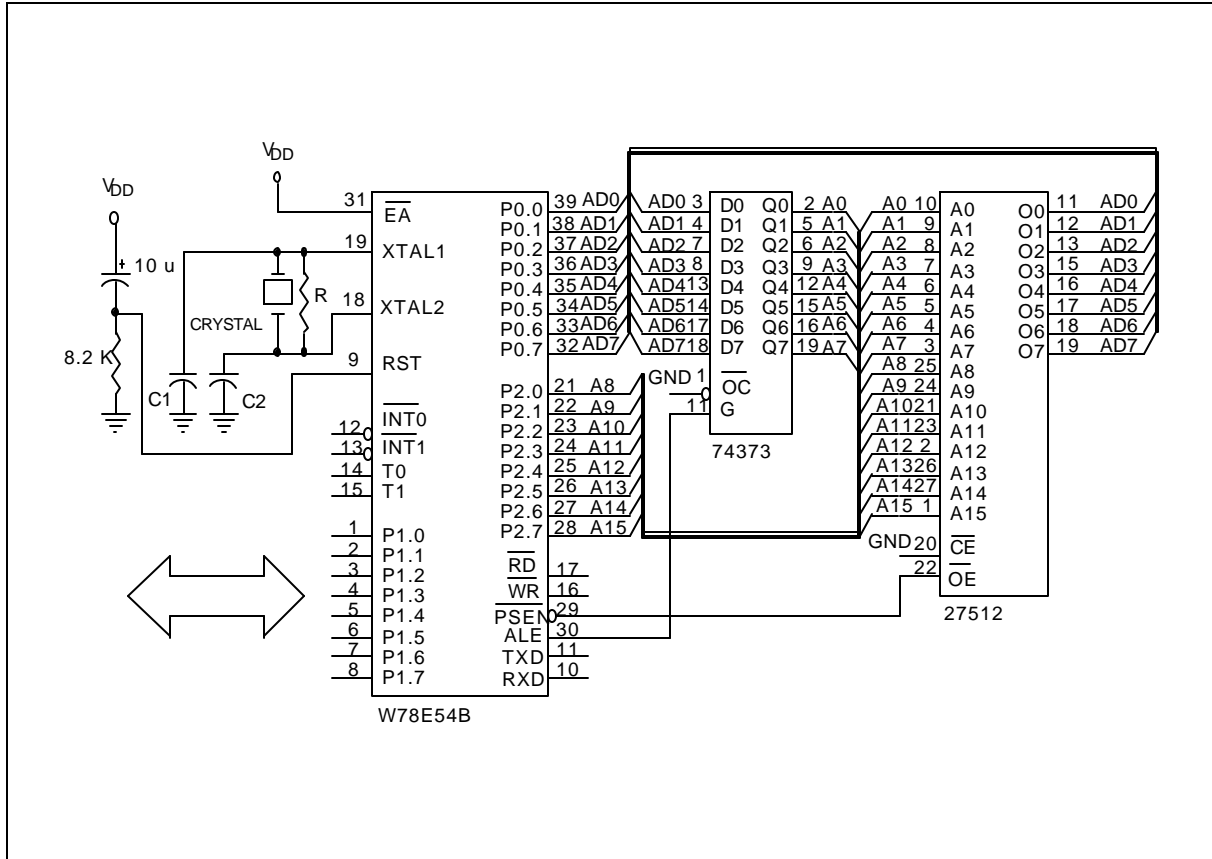 VDD
VDD
10 u
8.2 K
C1
C2
CRYSTAL
R
31 EA
19 XTAL1
18 XTAL2
9 RST
12 INT0
13 INT1
14 T0
15 T1
1 P1.0
2 P1.1
3 P1.2
4 P1.3
5 P1.4
6 P1.5
7 P1.6
8 P1.7
P0.0 39 AD0
P0.1 38 AD1
P0.2 37 AD2
P0.3 36 AD3
P0.4 35 AD4
P0.5 34 AD5
P0.6 33 AD6
P0.7 32 AD7
P2.0 21 A8
P2.1 22 A9
P2.2 23 A10
P2.3 24 A11
P2.4 25 A12
P2.5 26 A13
P2.6 27 A14
P2.7 28 A15
RD 17
WR 16
PSEN 29
ALE 30
TXD 11
RXD 10
W78E54B
AD0 3 D0 Q0 2 A0
AD1 4 D1 Q1 5 A1
AD2 7 D2 Q2 6 A2
AD3 8 D3 Q3 9 A3
AD4 13 D4 Q4 12 A4
AD5 14 D5 Q5 15 A5
AD6 17 D6 Q6 16 A6
AD7 18 D7 Q7 19 A7
GND 1 OC
11 G
74373
A0 10 A0 O0 11 AD0
A1 9 A1 O1 12 AD1
A2 8 A2 O2 13 AD2
A3 7 A3 O3 15 AD3
A4 6 A4 O4 16 AD4
A5 5 A5 O5 17 AD5
A6 4 A6 O6 18 AD6
A7 3 A7 O7 19 AD7
A8 25 A8
A9 24 A9
A10 21 A10
A11 23 A11
A12 2 A12
A13 26 A13
A14 27 A14
A15 1 A15
GND 20 CE
22 OE
27512